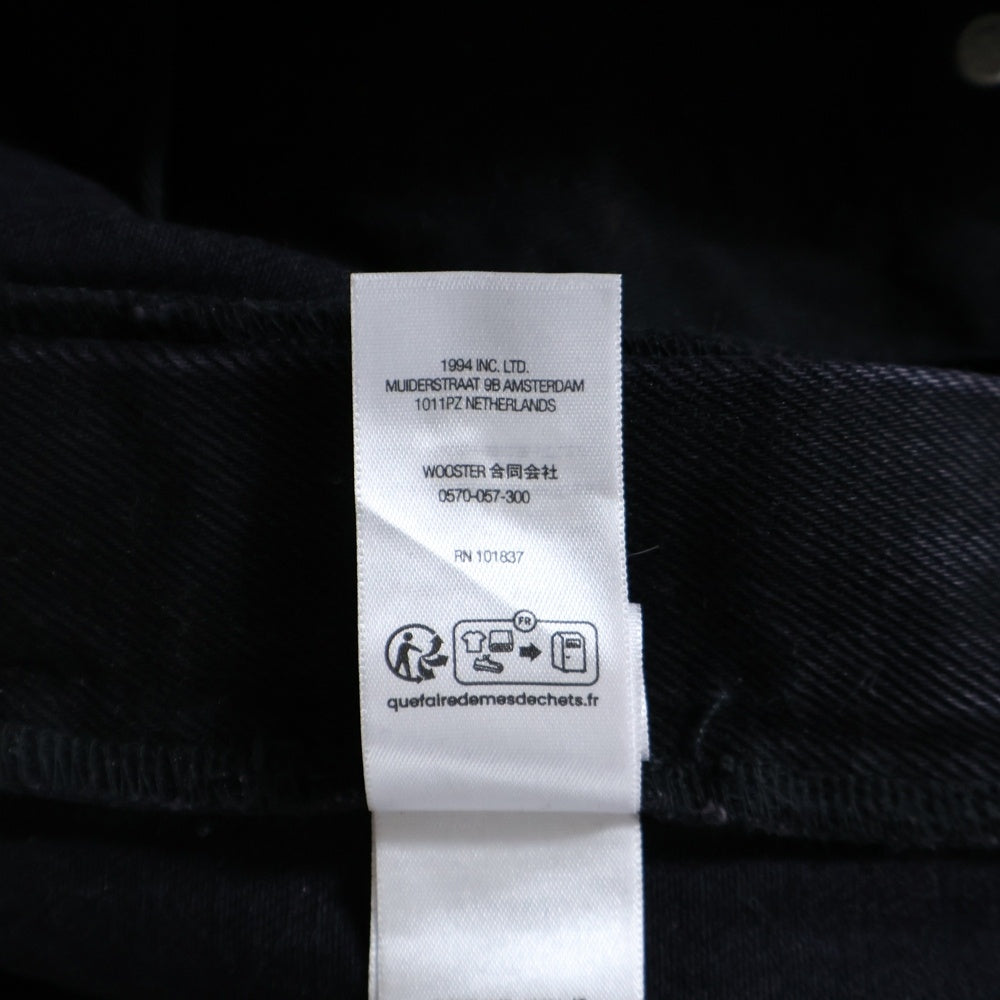 1994 INC. LTD.
MUIDERSTRAAT 9B AMSTERDAM
1011PZ NETHERLANDS
WOOSTER 合同会社
0570-057-300
RN 101837
FR
quefairedemesdechets.fr